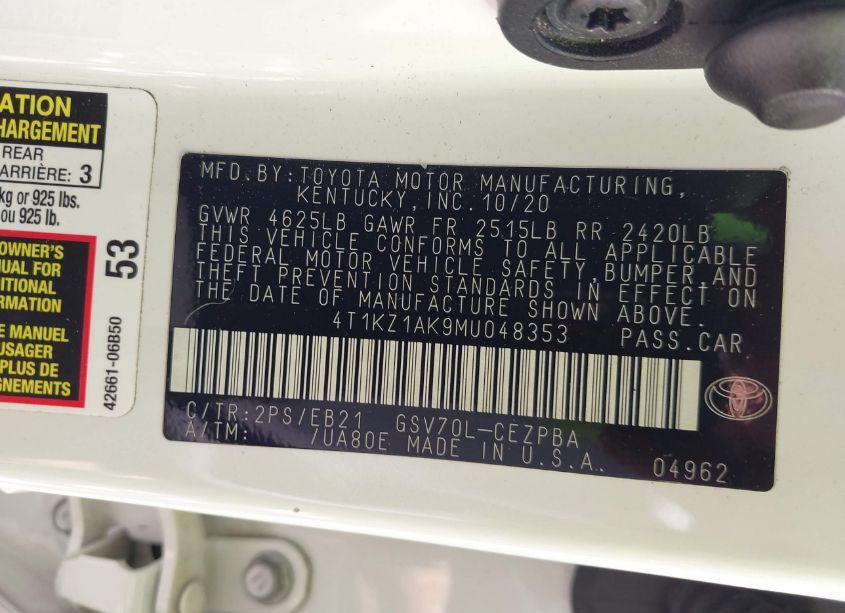 ATION
HARGEMENT
REAR
ARRIÈRE: 3
kg or 925 lbs.
ou 925 lb.
OWNER'S
NUAL FOR
DITIONAL
ORMATION
E MANUEL
USAGER
PLUS DE
IGNEMENTS
53
42661-06B50
MFD. BY: TOYOTA MOTOR MANUFACTURING,
KENTUCKY, INC. 10/20
GVWR 4625LB GAWR FR 2515LB RR 2420LB
THIS VEHICLE CONFORMS TO ALL APPLICABLE
FEDERAL MOTOR VEHICLE SAFETY, BUMPER, AND
THEFT PREVENTION STANDARDS IN EFFECT ON
THE DATE OF MANUFACTURE SHOWN ABOVE.
4T1KZ1AK9MU048353 PASS. CAR
C/TR: 2PS/EB21 GSV70L-CEZPBA
A/TM: /UA80E MADE IN U.S.A. 04962